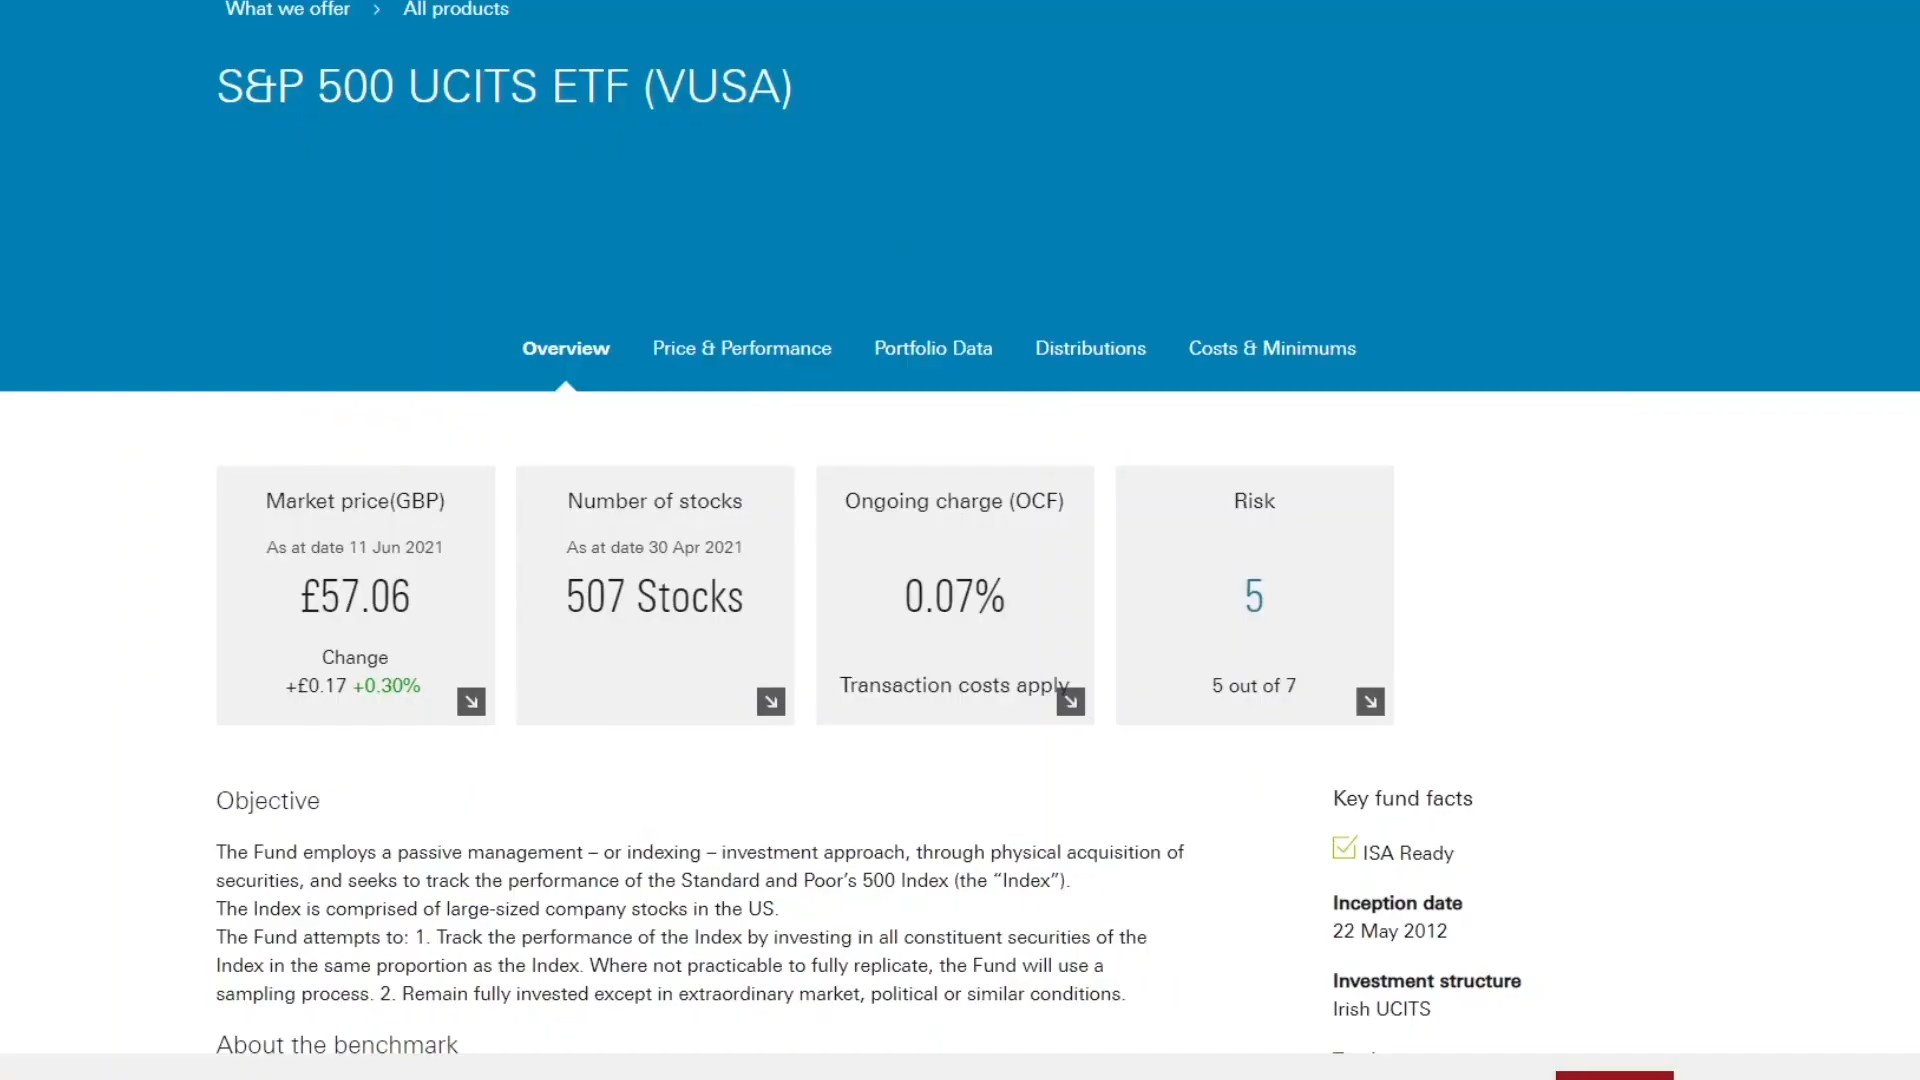 What we offer > All products
S&P 500 UCITS ETF (VUSA)
Overview Price & Performance Portfolio Data Distributions Costs & Minimums
Market price(GBP)
As at date 11 Jun 2021
£57.06
Change
+£0.17 +0.30%
Number of stocks
As at date 30 Apr 2021
507 Stocks
Ongoing charge (OCF)
0.07%
Transaction costs apply
Risk
5
5 out of 7
Objective
The Fund employs a passive management – or indexing – investment approach, through physical acquisition of
securities, and seeks to track the performance of the Standard and Poor’s 500 Index (the “Index”).
The Index is comprised of large-sized company stocks in the US.
The Fund attempts to: 1. Track the performance of the Index by investing in all constituent securities of the
Index in the same proportion as the Index. Where not practicable to fully replicate, the Fund will use a
sampling process. 2. Remain fully invested except in extraordinary market, political or similar conditions.
About the benchmark
Key fund facts
ISA Ready
Inception date
22 May 2012
Investment structure
Irish UCITS